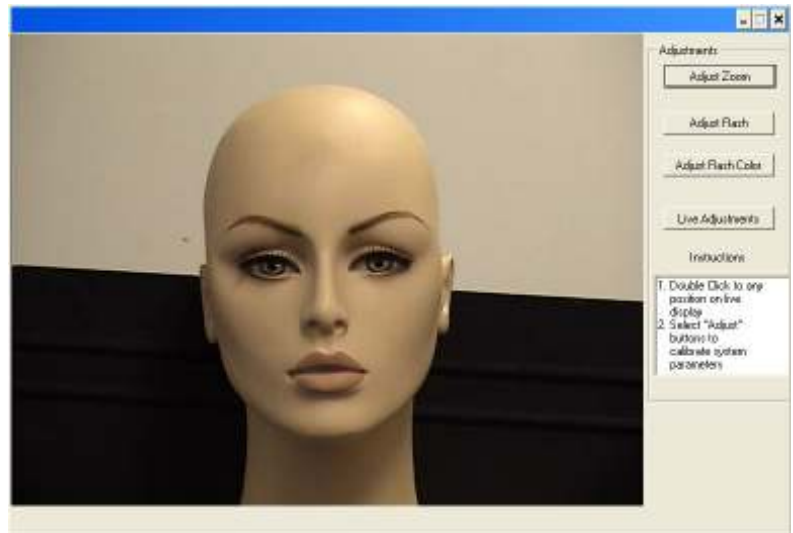 Adjustments
Adjust Zoom
Adjust Flash
Adjust Flash Color
Live Adjustments
Instructions
1. Double Click to any
position on live
display
2. Select "Adjust"
buttons to
calibrate system
parameters